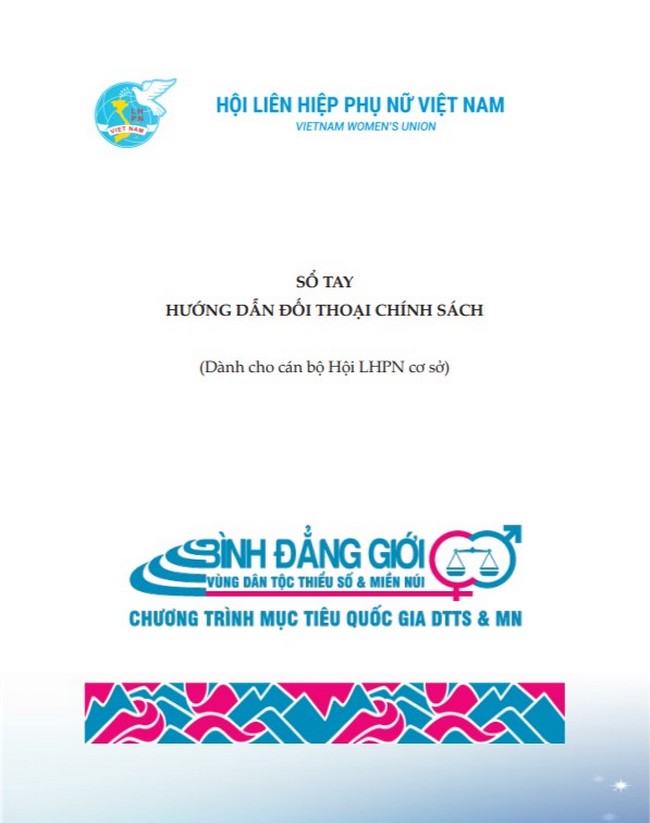 LH
PN
VIỆT NAM
HỘI LIÊN HIỆP PHỤ NỮ VIỆT NAM
VIETNAM WOMEN'S UNION
SỔ TAY
HƯỚNG DẪN ĐỐI THOẠI CHÍNH SÁCH
(Dành cho cán bộ Hội LHPN cơ sở)
BÌNH ĐẲNG GIỚI
VÙNG DÂN TỘC THIỂU SỐ & MIỀN NÚI
CHƯƠNG TRÌNH MỤC TIÊU QUỐC GIA DTTS & MN